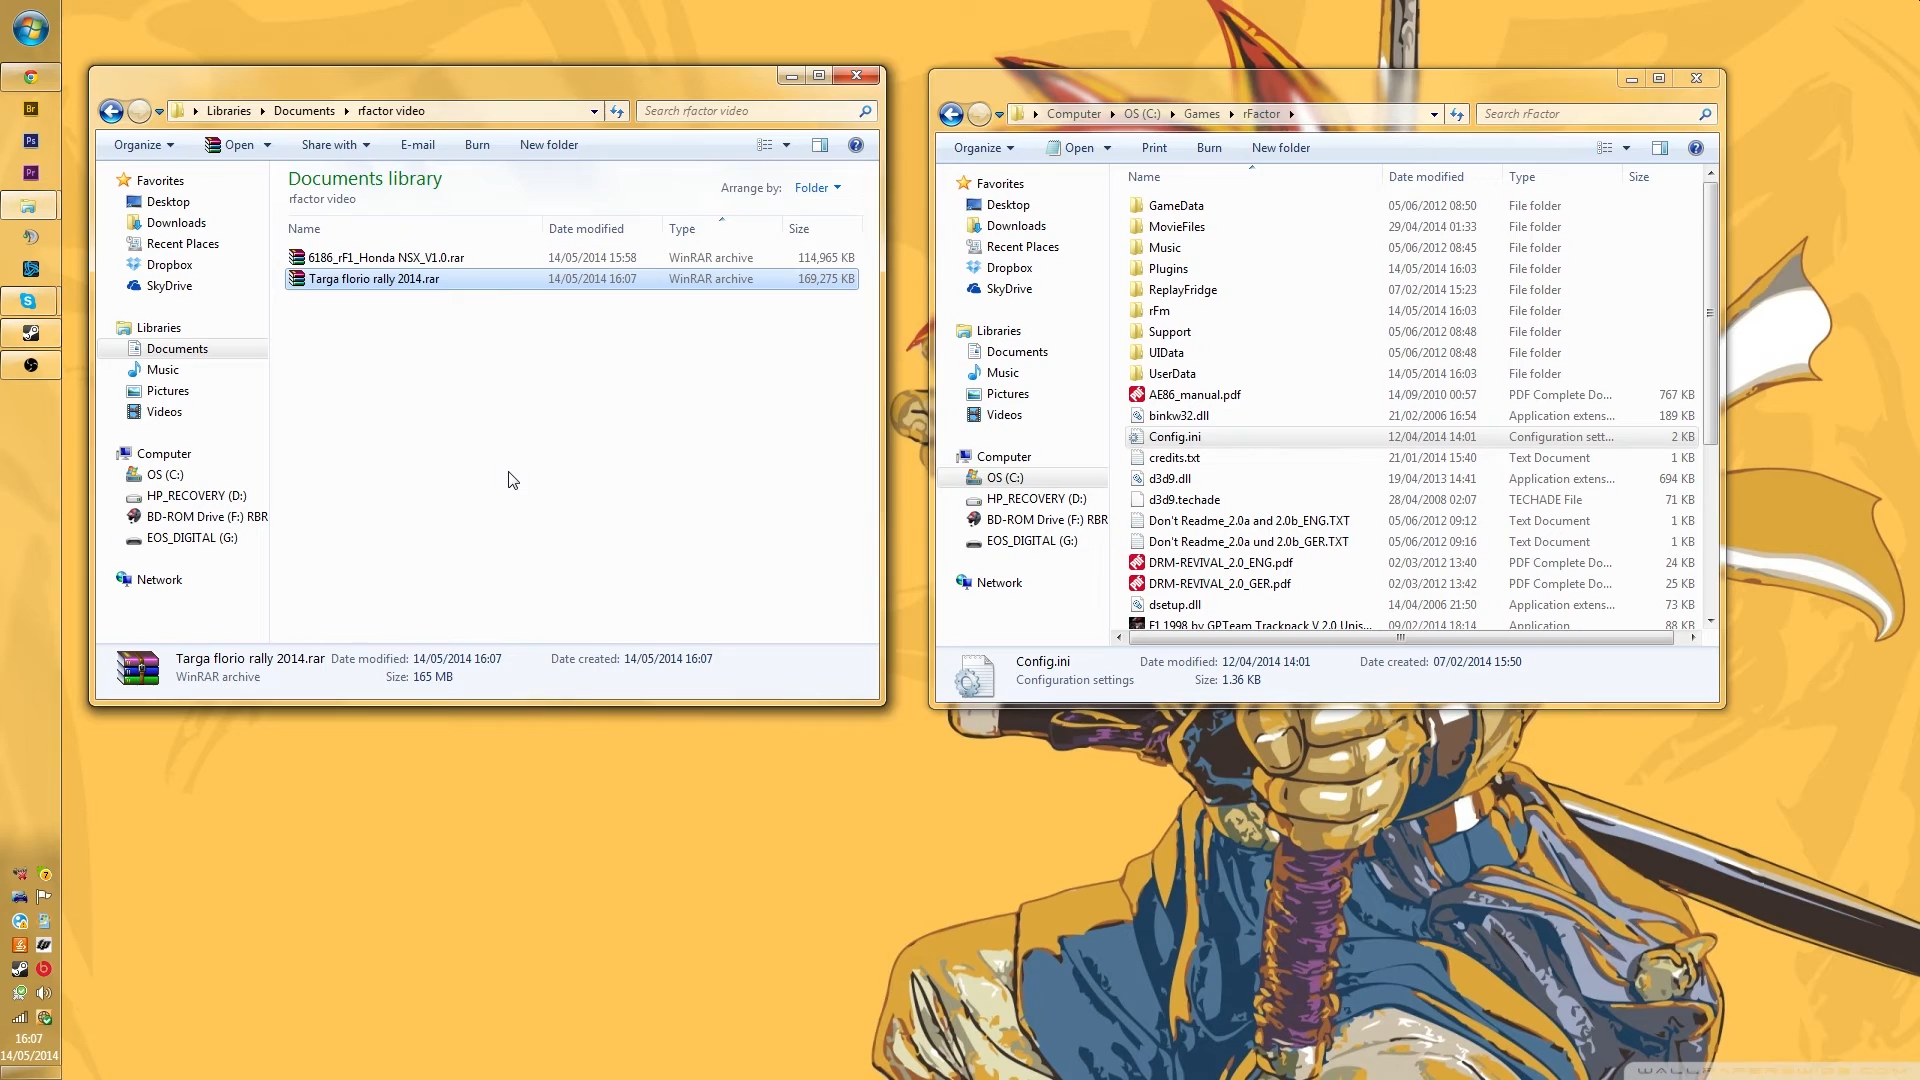 Libraries Documents rfactor video
Search rfactor video
Organize Open Share with E-mail Burn New folder
Favorites
Desktop
Downloads
Recent Places
Dropbox
SkyDrive
Libraries
Documents
Music
Pictures
Videos
Computer
OS (C:)
HP_RECOVERY (D:)
BD-ROM Drive (F:) RBR
EOS_DIGITAL (G:)
Network
Documents library
rfactor video
Arrange by: Folder
Name Date modified Type Size
6186_rF1_Honda NSX_V1.0.rar 14/05/2014 15:58 WinRAR archive 114,965 KB
Targa florio rally 2014.rar 14/05/2014 16:07 WinRAR archive 169,275 KB
Targa florio rally 2014.rar Date modified: 14/05/2014 16:07 Date created: 14/05/2014 16:07
WinRAR archive Size: 165 MB
Computer OS (C:) Games rFactor
Search rFactor
Organize Open Print Burn New folder
Favorites
Desktop
Downloads
Recent Places
Dropbox
SkyDrive
Libraries
Documents
Music
Pictures
Videos
Computer
OS (C:)
HP_RECOVERY (D:)
BD-ROM Drive (F:) RBR
EOS_DIGITAL (G:)
Network
Name Date modified Type Size
GameData 05/06/2012 08:50 File folder
MovieFiles 29/04/2014 01:33 File folder
Music 05/06/2012 08:45 File folder
Plugins 14/05/2014 16:03 File folder
ReplayFridge 07/02/2014 15:23 File folder
rFm 14/05/2014 16:03 File folder
Support 05/06/2012 08:48 File folder
UIData 05/06/2012 08:48 File folder
UserData 14/05/2014 16:03 File folder
AE86_manual.pdf 14/09/2010 00:57 PDF Complete Do... 767 KB
binkw32.dll 21/02/2006 16:54 Application extens... 189 KB
Config.ini 12/04/2014 14:01 Configuration sett... 2 KB
credits.txt 21/01/2014 15:40 Text Document 1 KB
d3d9.dll 19/04/2013 14:41 Application extens... 694 KB
d3d9.techade 28/04/2008 02:07 TECHADE File 71 KB
Don't Readme_2.0a and 2.0b_ENG.TXT 05/06/2012 09:12 Text Document 1 KB
Don't Readme_2.0a und 2.0b_GER.TXT 05/06/2012 09:16 Text Document 1 KB
DRM-REVIVAL_2.0_ENG.pdf 02/03/2012 13:40 PDF Complete Do... 24 KB
DRM-REVIVAL_2.0_GER.pdf 02/03/2012 13:42 PDF Complete Do... 25 KB
dsetup.dll 14/04/2006 21:50 Application extens... 73 KB
F1 1998 by GPTeam Trackpack V 2.0 Unis... 09/02/2014 18:14 Application 88 KB
Config.ini Date modified: 12/04/2014 14:01 Date created: 07/02/2014 15:50
Configuration settings Size: 1.36 KB
Br
Ps
Pr
16:07
14/05/2014